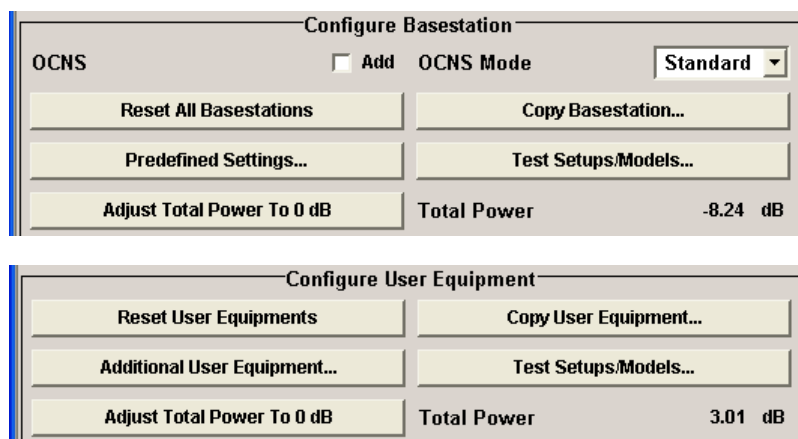 Configure Basestation
OCNS Add OCNS Mode Standard
Reset All Basestations Copy Basestation...
Predefined Settings... Test Setups/Models...
Adjust Total Power To 0 dB Total Power -8.24 dB
Configure User Equipment
Reset User Equipments Copy User Equipment...
Additional User Equipment... Test Setups/Models...
Adjust Total Power To 0 dB Total Power 3.01 dB